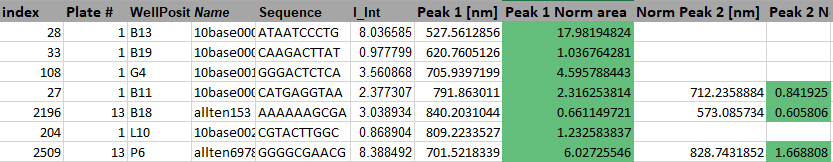 index Plate # WellPosit Name Sequence I_Int Peak 1 [nm] Peak 1 Norm area Norm Peak 2 [nm] Peak 2 N
28 1 B13 10base000 ATAATCCCTG 8.036585 527.5612856 17.98194824
33 1 B19 10base000 CAAGACTTAT 0.977799 620.7605126 1.036764281
108 1 G4 10base001 GGGACTCTCA 3.560868 705.9397199 4.595788443
27 1 B11 10base000 CATGAGGTAA 2.377307 791.863011 2.316253814 712.2358884 0.841925
2196 13 B18 allten153 AAAAAAGCGA 3.038934 840.2031044 0.661149721 573.085734 0.605806
204 1 L10 10base002 CGTACTTGGC 0.868904 809.2233527 1.232583837
2509 13 P6 allten6978 GGGGCGAACG 8.388492 701.5218339 6.02725546 828.7431852 1.668808